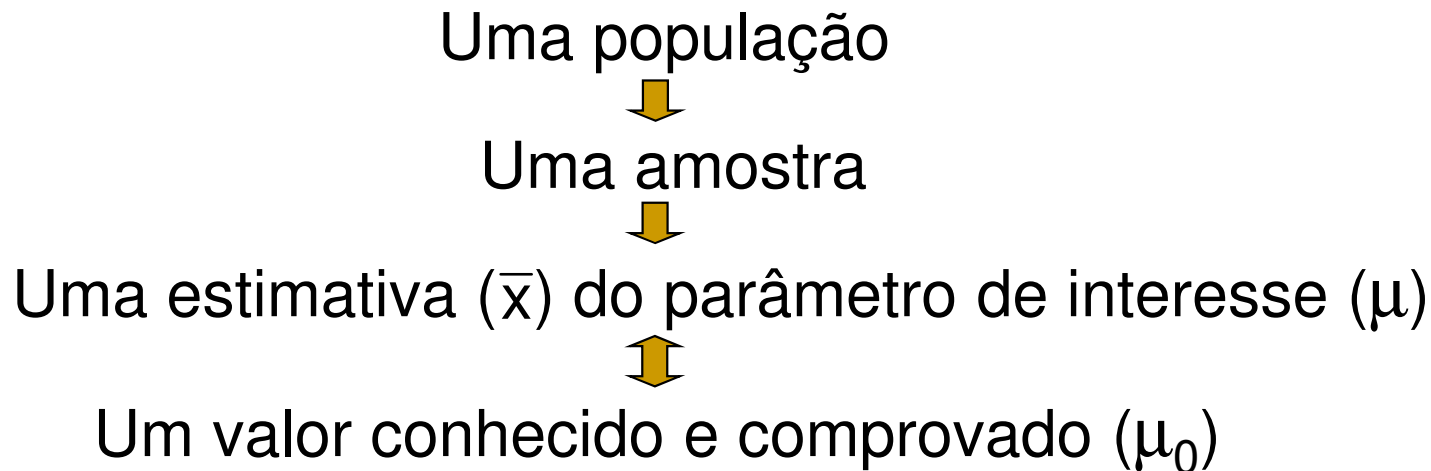 Uma população
Uma amostra
Uma estimativa (x̅) do parâmetro de interesse (μ)
Um valor conhecido e comprovado (μ₀)